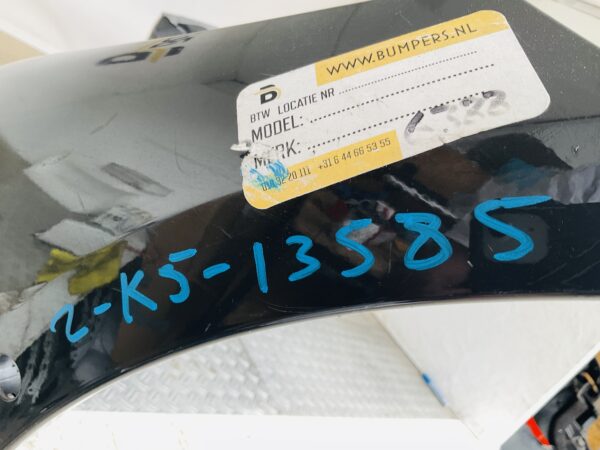 WWW.BUMPERS.NL
B
BTW LOCATIE NR
MODEL:
MERK:
+31 6 44 66 53 55
2-K5-13585